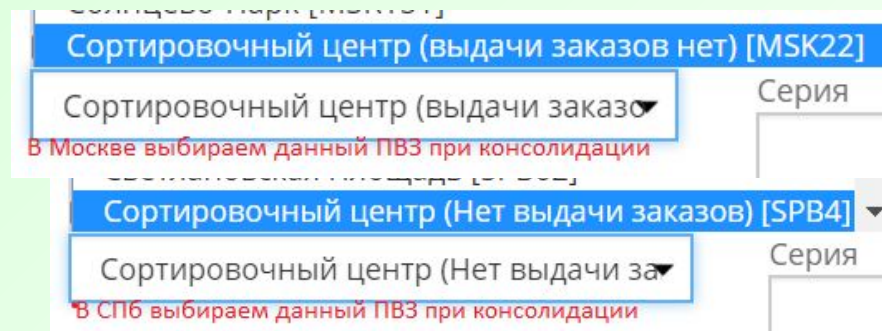 Сортировочный центр (выдачи заказов нет) [MSK22]
Сортировочный центр (выдачи заказо
Серия
В Москве выбираем данный ПВЗ при консолидации
Сортировочный центр (Нет выдачи заказов) [SPB4]
Сортировочный центр (Нет выдачи за
Серия
В СПб выбираем данный ПВЗ при консолидации